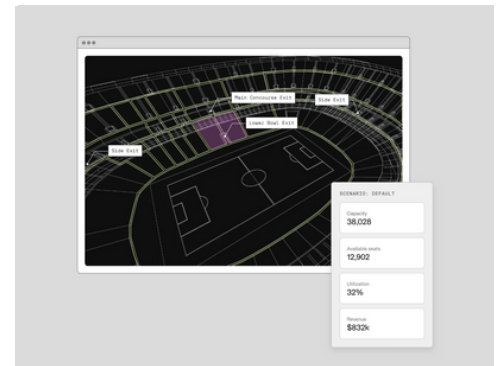 Main Concourse Exit
Side Exit
Lower Bowl Exit
Side Exit
SCENARIO: DEFAULT
Capacity
38,028
Available seats
12,902
Utilization
32%
Revenue
$832k